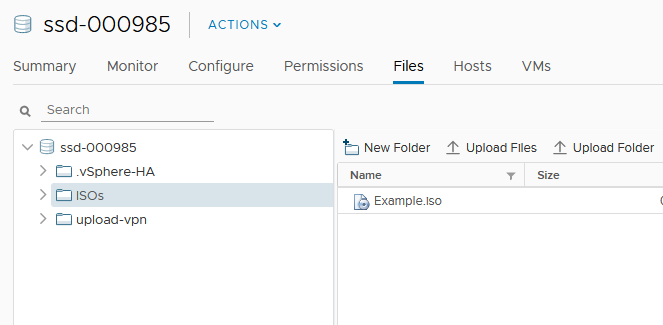 ssd-000985 ACTIONS
Summary Monitor Configure Permissions Files Hosts VMs
Search
ssd-000985
.vSphere-HA
ISOs
upload-vpn
New Folder Upload Files Upload Folder
Name Size
Example.iso